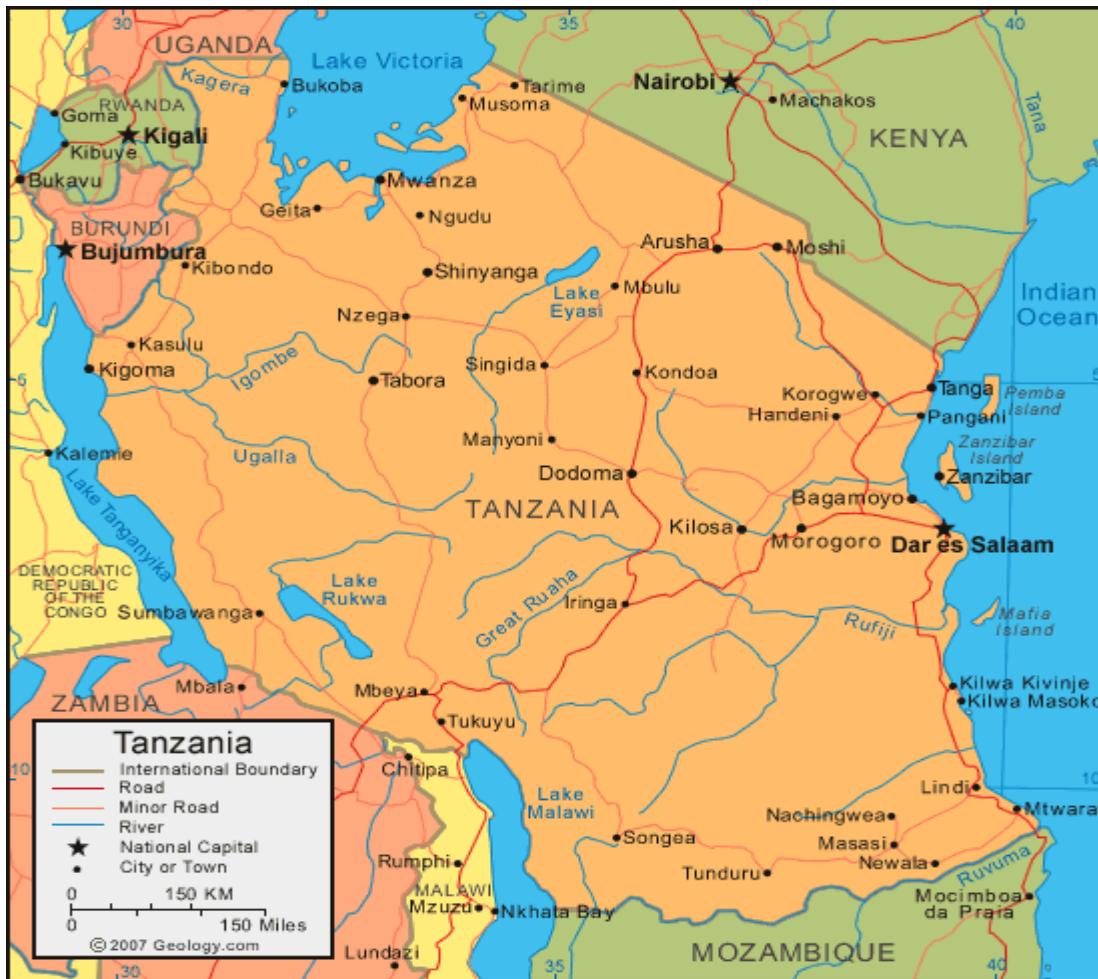 30
35
40
UGANDA
Lake Victoria
Kagera
Bukoba
Tarime
Nairobi
Musoma
Machakos
Tana
RWANDA
Goma
Kigali
KENYA
Kibuye
Bukavu
Mwanza
Geita
Ngudu
BURUNDI
Bujumbura
Arusha
Moshi
Kibondo
Shinyanga
Lake
Eyasi
Mbulu
Indian
Ocean
Nzega
Kasulu
Kigoma
Igombe
Tabora
Singida
Kondoa
5
5
Korogwe
Tanga
Pemba
Island
Handeni
Pangani
Manyoni
Kalemie
Ugalla
Zanzibar
Island
Dodoma
Zanzibar
Lake Tanganyika
TANZANIA
Bagamoyo
Kilosa
Morogoro
Dar es Salaam
DEMOCRATIC
REPUBLIC
OF THE
CONGO
Lake
Rukwa
Great Ruaha
Sumbawanga
Iringa
Rufiji
Mafia
Island
Mbala
Mbeya
Kilwa Kivinje
Kilwa Masoko
ZAMBIA
Tukuyu
Chitipa
10
10
Lake
Malawi
Lindi
Mtwara
Nachingwea
Songea
Masasi
Rumphi
Tunduru
Newala
Ruvuma
MALAWI
Mzuzu
Nkhata Bay
Mocimboa
da Praia
Lundazi
MOZAMBIQUE
30
35
40
Tanzania
International Boundary
Road
Minor Road
River
National Capital
City or Town
0 150 KM
0 150 Miles
© 2007 Geology.com